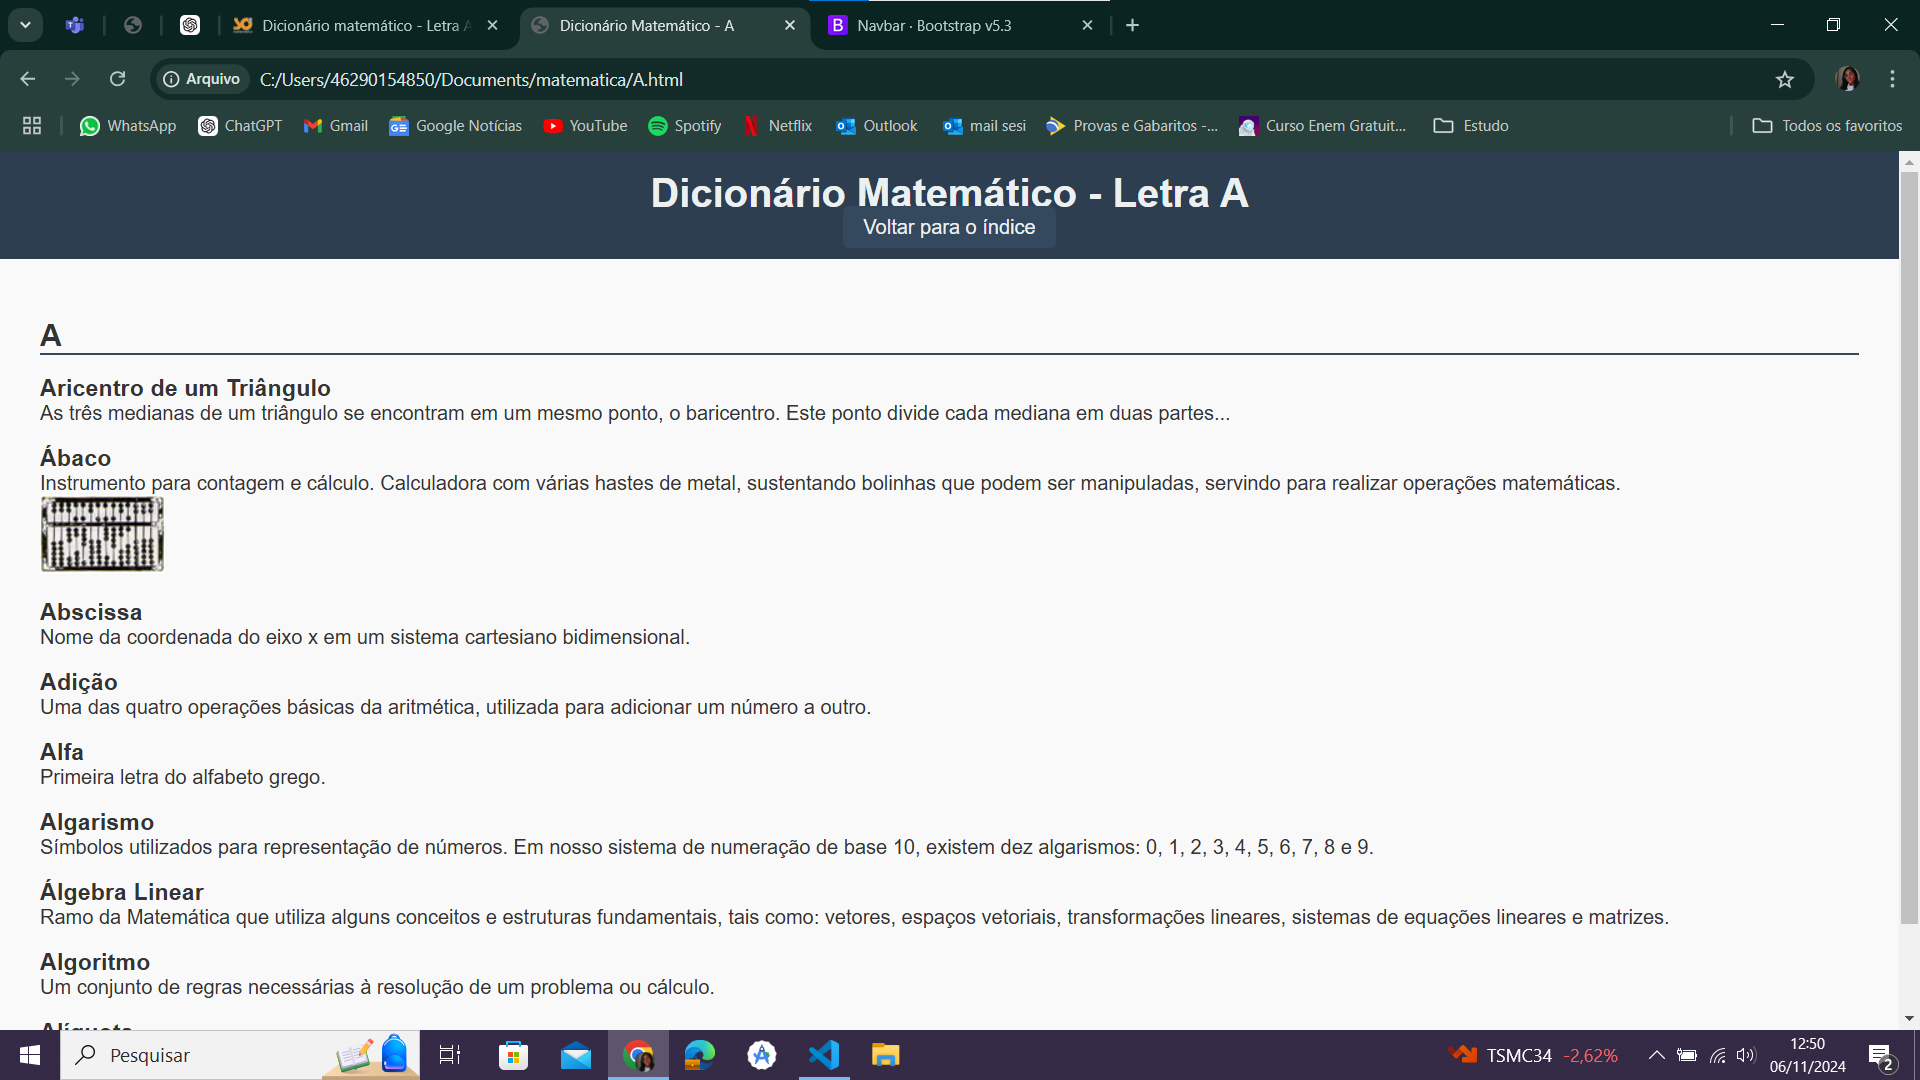 Dicionário matemático - Letra A
Dicionário Matemático - A
B Navbar · Bootstrap v5.3
Arquivo C:/Users/46290154850/Documents/matematica/A.html
WhatsApp ChatGPT Gmail Google Notícias YouTube Spotify Netflix Outlook mail sesi Provas e Gabaritos -... Curso Enem Gratuit... Estudo Todos os favoritos
Dicionário Matemático - Letra A
Voltar para o índice
A
Aricentro de um Triângulo
As três medianas de um triângulo se encontram em um mesmo ponto, o baricentro. Este ponto divide cada mediana em duas partes...
Ábaco
Instrumento para contagem e cálculo. Calculadora com várias hastes de metal, sustentando bolinhas que podem ser manipuladas, servindo para realizar operações matemáticas.
Abscissa
Nome da coordenada do eixo x em um sistema cartesiano bidimensional.
Adição
Uma das quatro operações básicas da aritmética, utilizada para adicionar um número a outro.
Alfa
Primeira letra do alfabeto grego.
Algarismo
Símbolos utilizados para representação de números. Em nosso sistema de numeração de base 10, existem dez algarismos: 0, 1, 2, 3, 4, 5, 6, 7, 8 e 9.
Álgebra Linear
Ramo da Matemática que utiliza alguns conceitos e estruturas fundamentais, tais como: vetores, espaços vetoriais, transformações lineares, sistemas de equações lineares e matrizes.
Algoritmo
Um conjunto de regras necessárias à resolução de um problema ou cálculo.
Pesquisar
TSMC34 -2,62%
12:50
06/11/2024
2